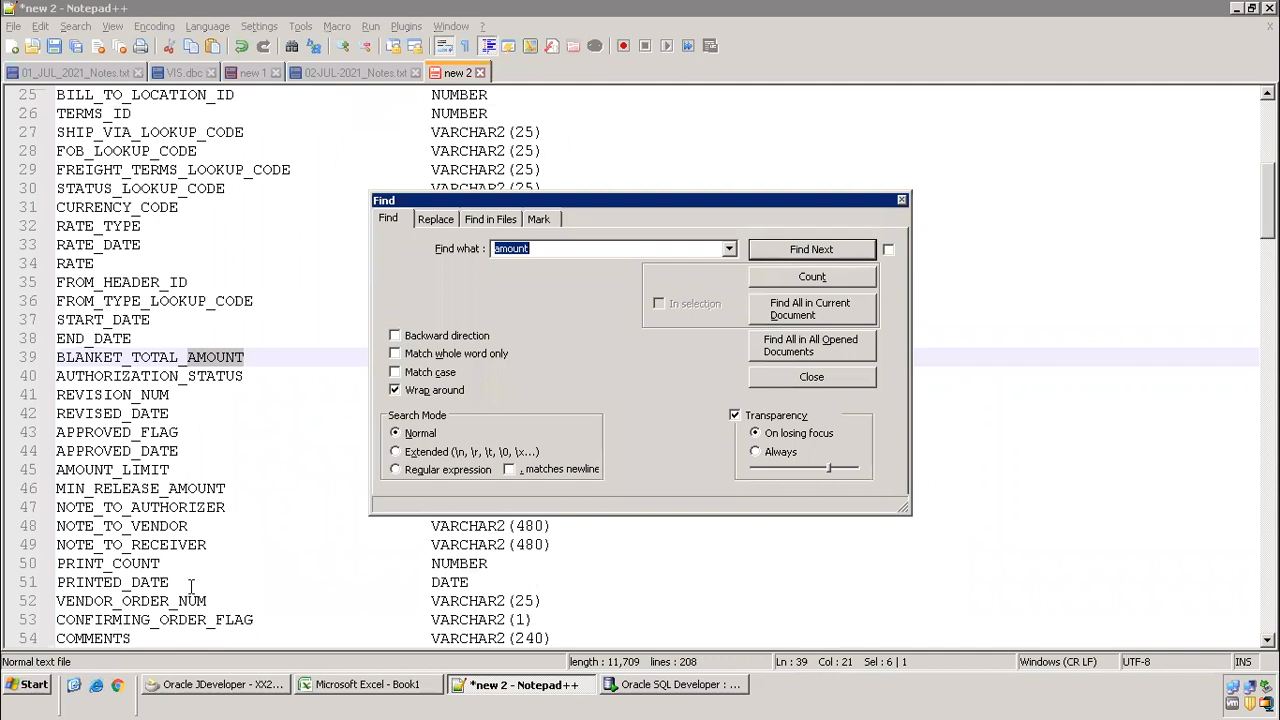 *new 2 - Notepad++
File Edit Search View Encoding Language Settings Tools Macro Run Plugins Window ?
X
01_JUL_2021_Notes.txt VIS.dbc new 1 02-JUL-2021_Notes.txt new 2
25 BILL_TO_LOCATION_ID NUMBER
26 TERMS_ID NUMBER
27 SHIP_VIA_LOOKUP_CODE VARCHAR2(25)
28 FOB_LOOKUP_CODE VARCHAR2(25)
29 FREIGHT_TERMS_LOOKUP_CODE VARCHAR2(25)
30 STATUS_LOOKUP_CODE VARCHAR2(25)
31 CURRENCY_CODE
32 RATE_TYPE
33 RATE_DATE
34 RATE
35 FROM_HEADER_ID
36 FROM_TYPE_LOOKUP_CODE
37 START_DATE
38 END_DATE
39 BLANKET_TOTAL_AMOUNT
40 AUTHORIZATION_STATUS
41 REVISION_NUM
42 REVISED_DATE
43 APPROVED_FLAG
44 APPROVED_DATE
45 AMOUNT_LIMIT
46 MIN_RELEASE_AMOUNT
47 NOTE_TO_AUTHORIZER
48 NOTE_TO_VENDOR VARCHAR2(480)
49 NOTE_TO_RECEIVER VARCHAR2(480)
50 PRINT_COUNT NUMBER
51 PRINTED_DATE DATE
52 VENDOR_ORDER_NUM VARCHAR2(25)
53 CONFIRMING_ORDER_FLAG VARCHAR2(1)
54 COMMENTS VARCHAR2(240)
Find
Find Replace Find in Files Mark
Find what : amount
Find Next
Count
In selection
Find All in Current
Document
Find All in All Opened
Documents
Close
Backward direction
Match whole word only
Match case
Wrap around
Search Mode
Normal
Extended (\n, \r, \t, \0, \x...)
Regular expression . matches newline
Transparency
On losing focus
Always
Normal text file length : 11,709 lines : 208 Ln : 39 Col : 21 Sel : 6 | 1 Windows (CR LF) UTF-8 INS
Start Oracle JDeveloper - XX2... Microsoft Excel - Book1 *new 2 - Notepad++ Oracle SQL Developer : ...